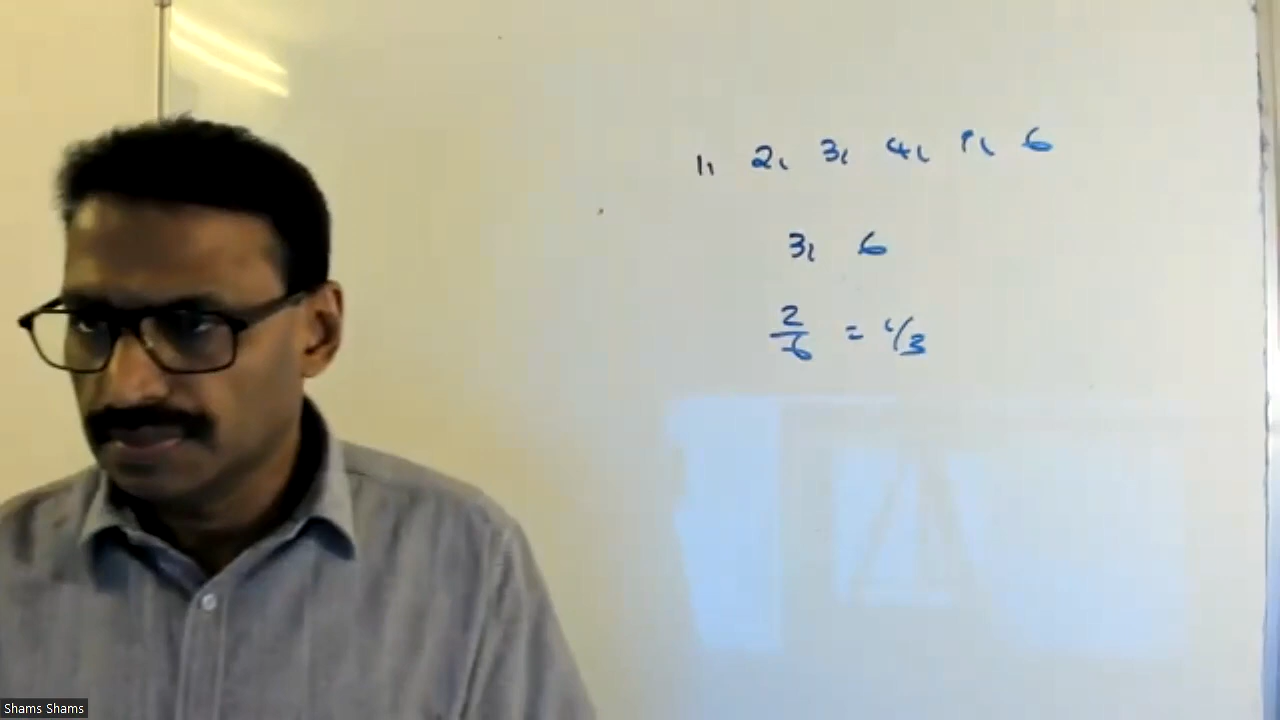 1, 2, 3, 4, 5, 6
3, 6
2/6 = 1/3
Shams Shams